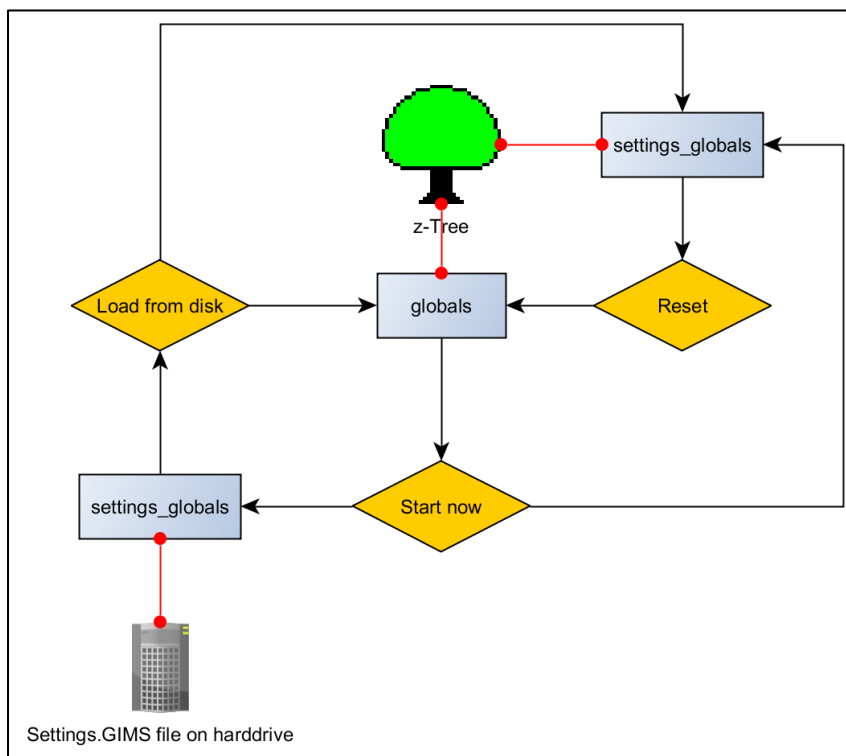 settings_globals
z-Tree
Load from disk
globals
Reset
settings_globals
Start now
Settings.GIMS file on harddrive